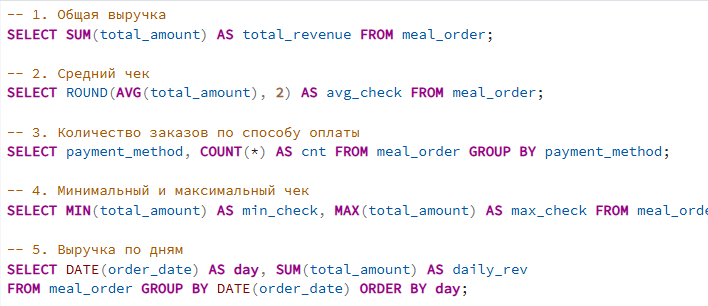 -- 1. Общая выручка
SELECT SUM(total_amount) AS total_revenue FROM meal_order;
-- 2. Средний чек
SELECT ROUND(AVG(total_amount), 2) AS avg_check FROM meal_order;
-- 3. Количество заказов по способу оплаты
SELECT payment_method, COUNT(*) AS cnt FROM meal_order GROUP BY payment_method;
-- 4. Минимальный и максимальный чек
SELECT MIN(total_amount) AS min_check, MAX(total_amount) AS max_check FROM meal_orde
-- 5. Выручка по дням
SELECT DATE(order_date) AS day, SUM(total_amount) AS daily_rev
FROM meal_order GROUP BY DATE(order_date) ORDER BY day;